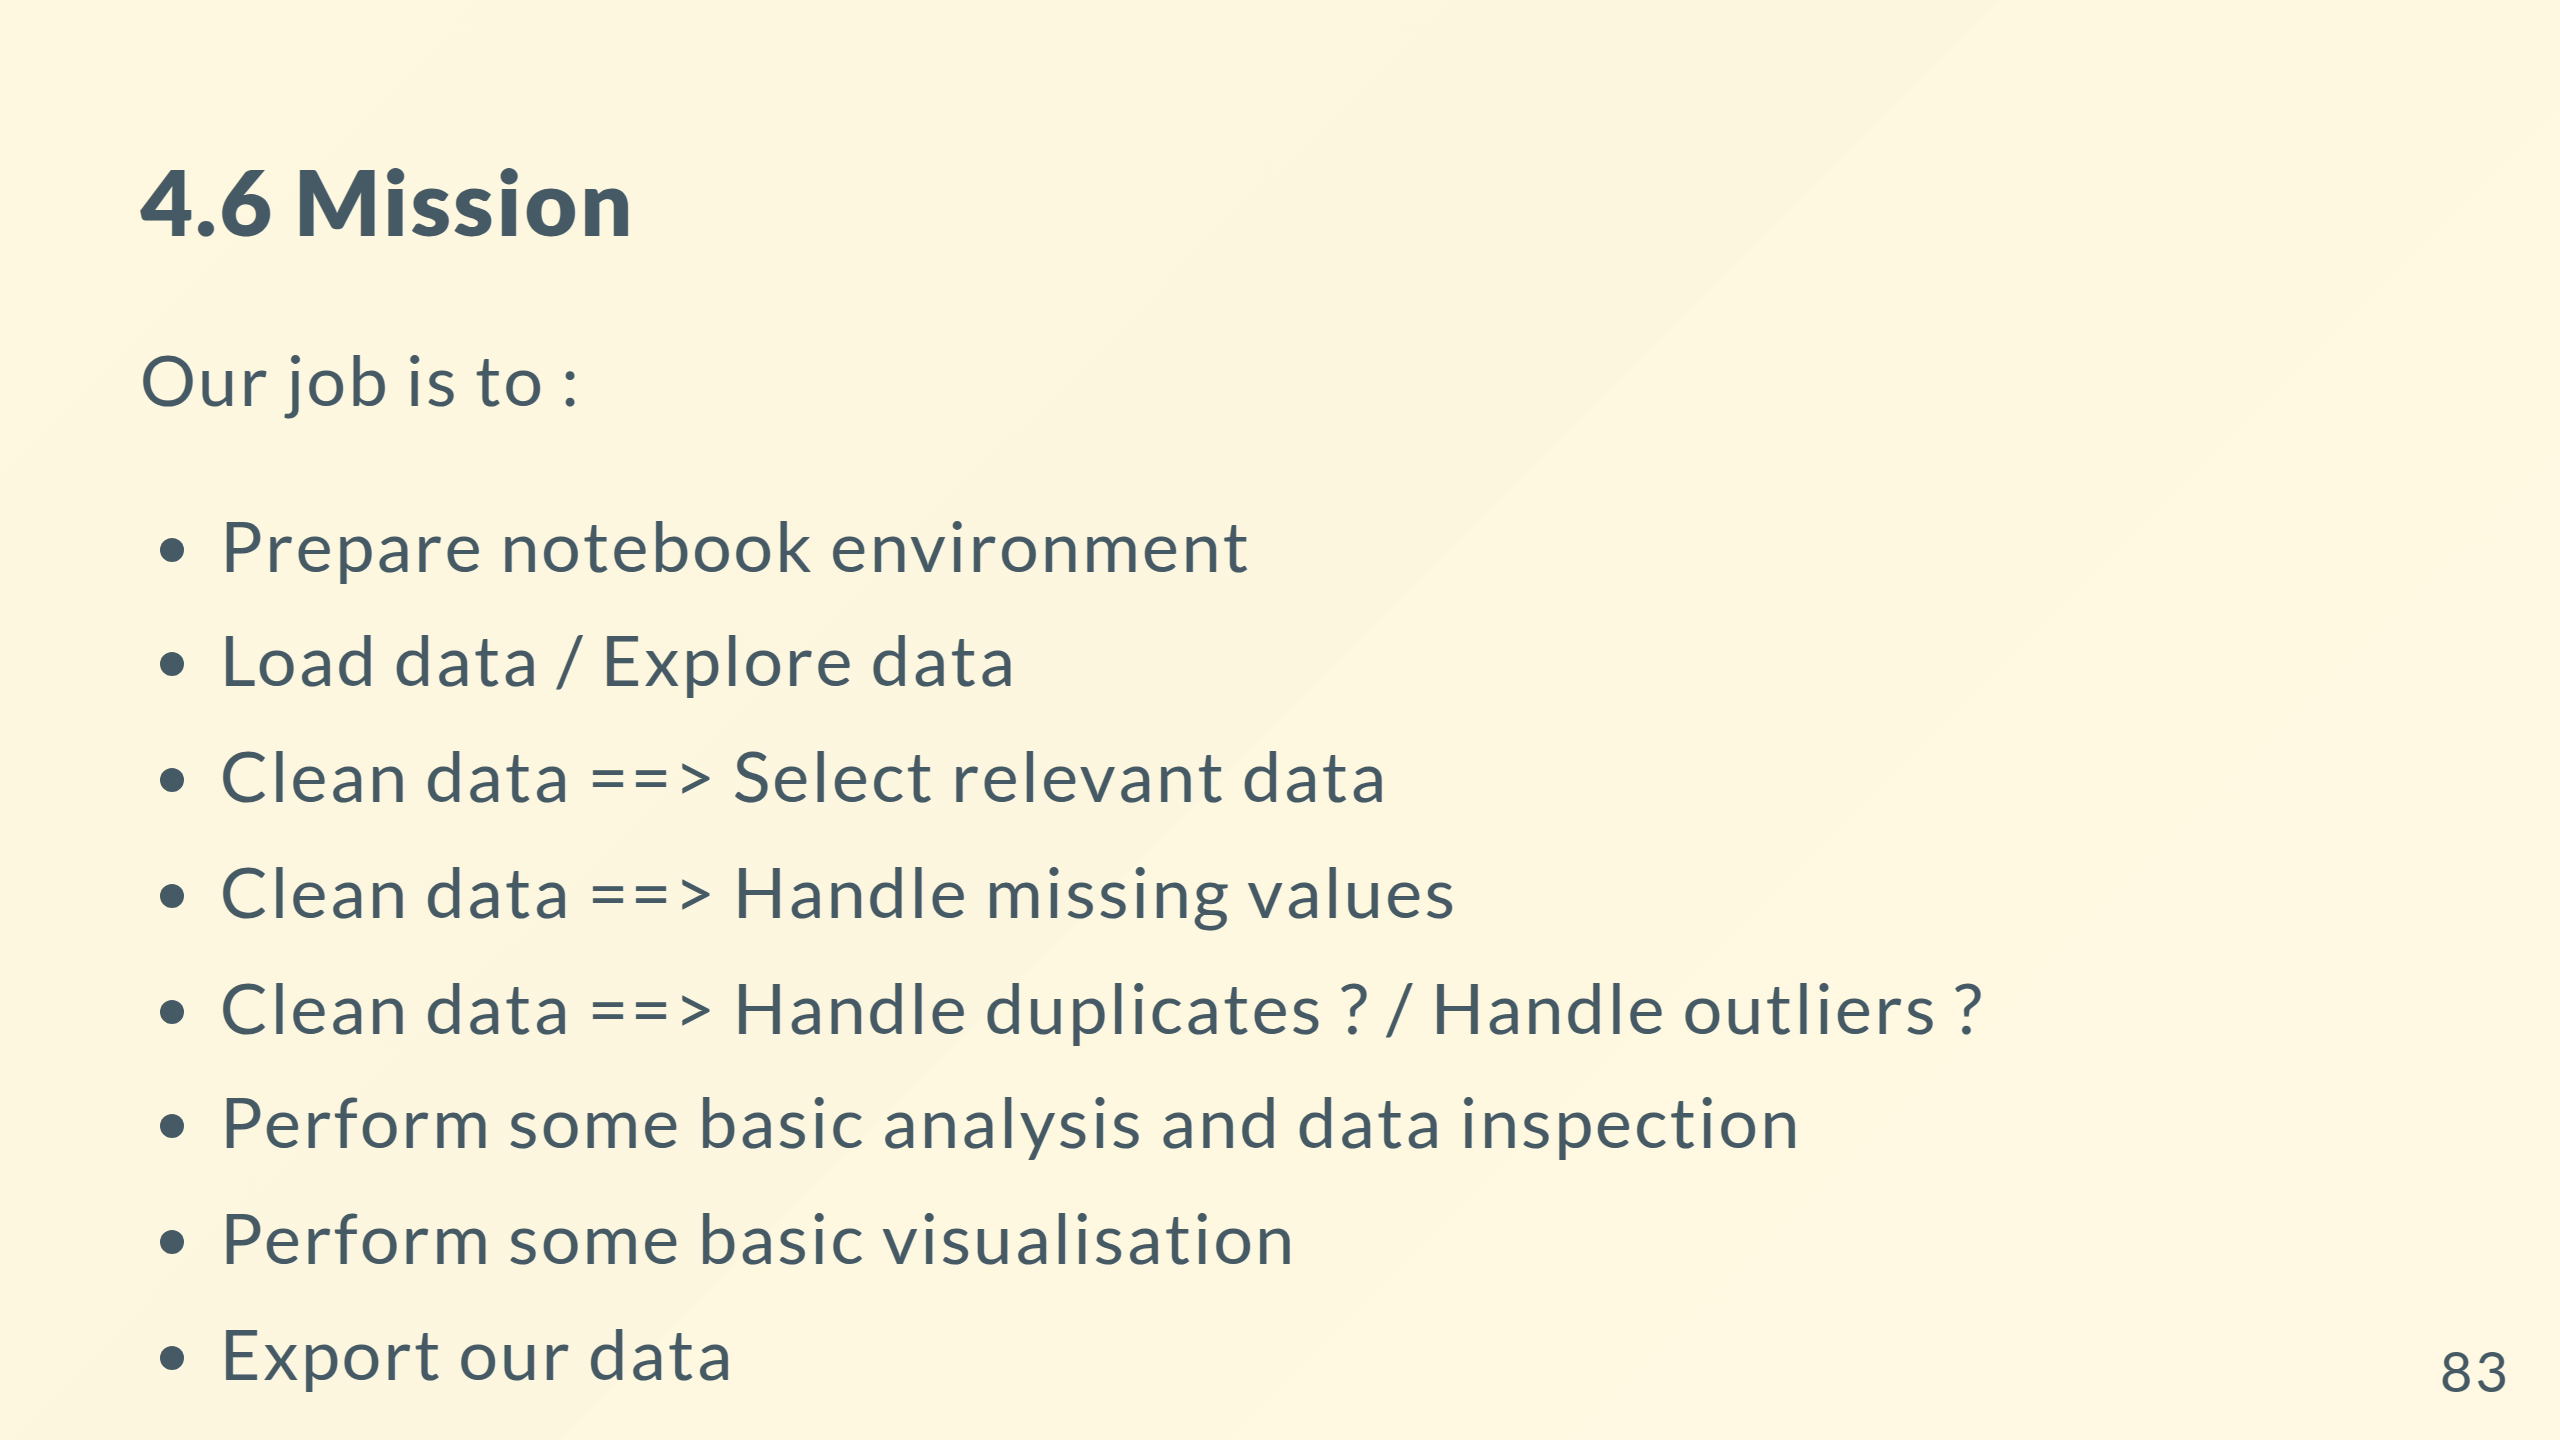 4.6 Mission
Our job is to :
• Prepare notebook environment
• Load data / Explore data
• Clean data ==> Select relevant data
• Clean data ==> Handle missing values
• Clean data ==> Handle duplicates ? / Handle outliers ?
• Perform some basic analysis and data inspection
• Perform some basic visualisation
• Export our data
83